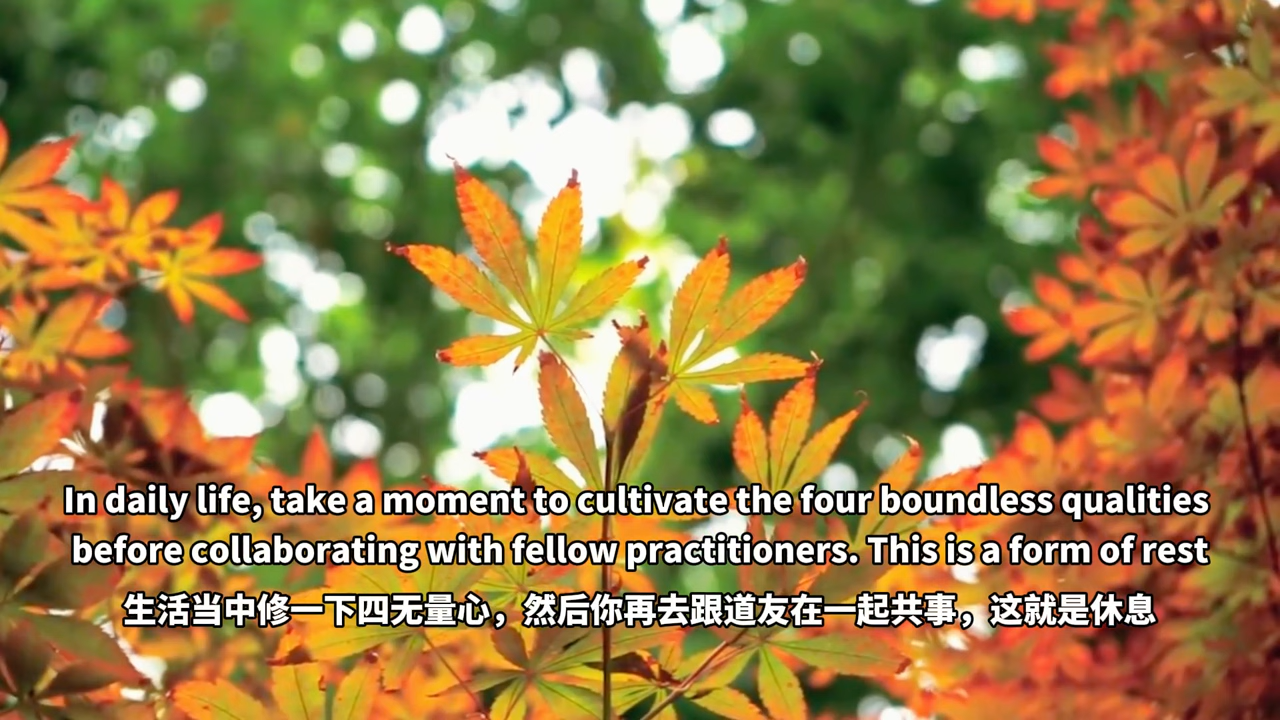 In daily life, take a moment to cultivate the four boundless qualities
before collaborating with fellow practitioners. This is a form of rest
生活当中修一下四无量心，然后你再去跟道友在一起共事，这就是休息